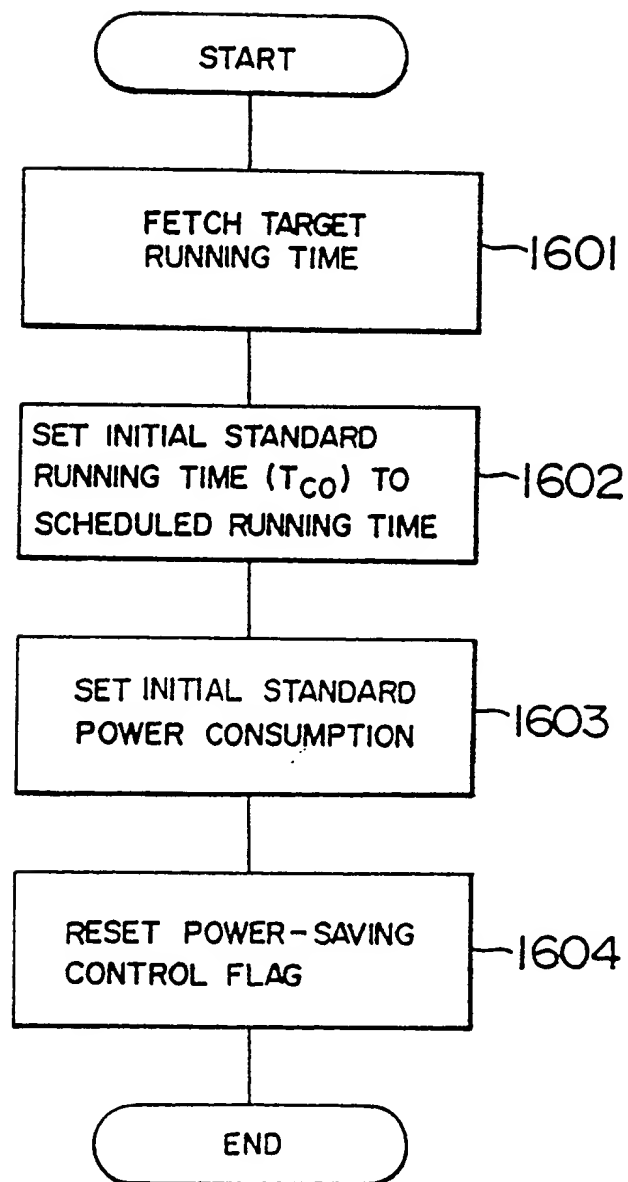 START
FETCH TARGET
RUNNING TIME
1601
SET INITIAL STANDARD
RUNNING TIME (TCO) TO
SCHEDULED RUNNING TIME
1602
SET INITIAL STANDARD
POWER CONSUMPTION
1603
RESET POWER-SAVING
CONTROL FLAG
1604
END